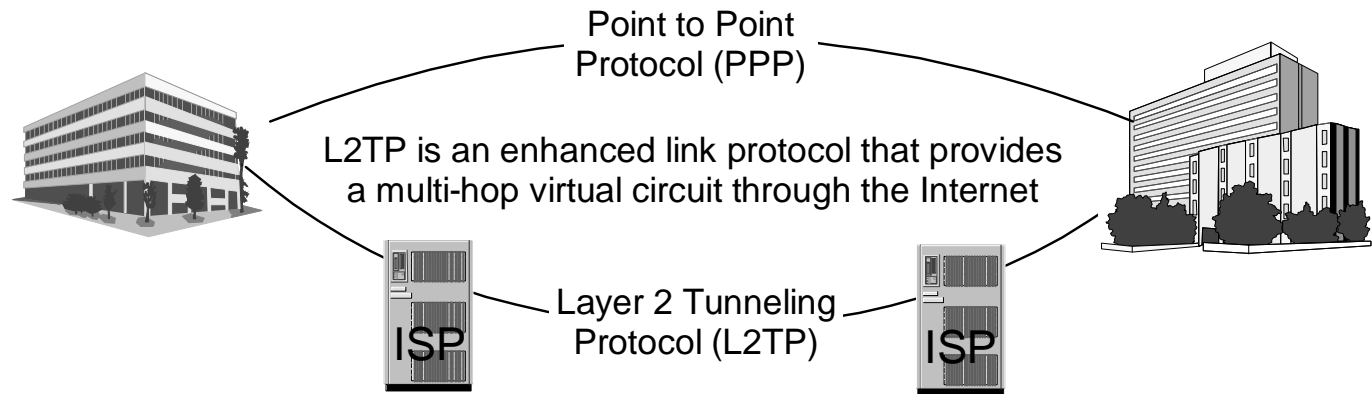 Point to Point
Protocol (PPP)
L2TP is an enhanced link protocol that provides
a multi-hop virtual circuit through the Internet
ISP
Layer 2 Tunneling
Protocol (L2TP)
ISP